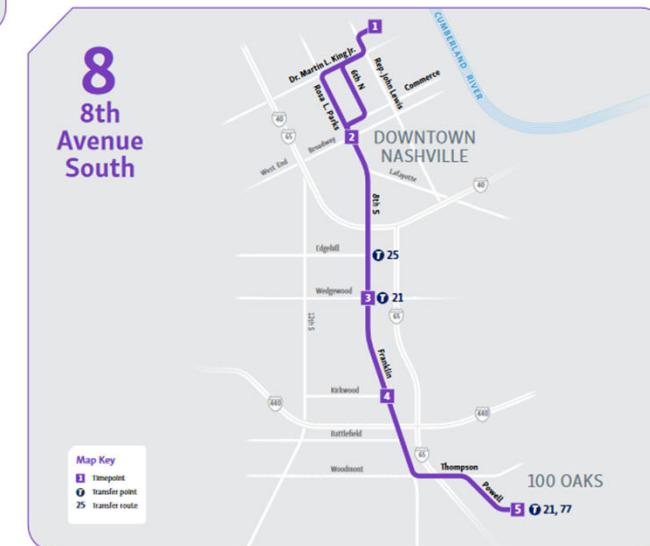 8
8th
Avenue
South
CUMBERLAND RIVER
1
Dr. Martin L. King Jr.
6th N
Rep. John Lewis
Commerce
Rosa L. Parks
2
DOWNTOWN
NASHVILLE
Broadway
West End
Lafayette
40
65
40
8th S
Edgehill
T 25
Wedgewood
3 T 21
12th S
65
Franklin
Kirkwood
4
440
440
Battlefield
65
Woodmont
Thompson
Powell
100 OAKS
5 T 21, 77
Map Key
1 Timepoint
T Transfer point
25 Transfer route